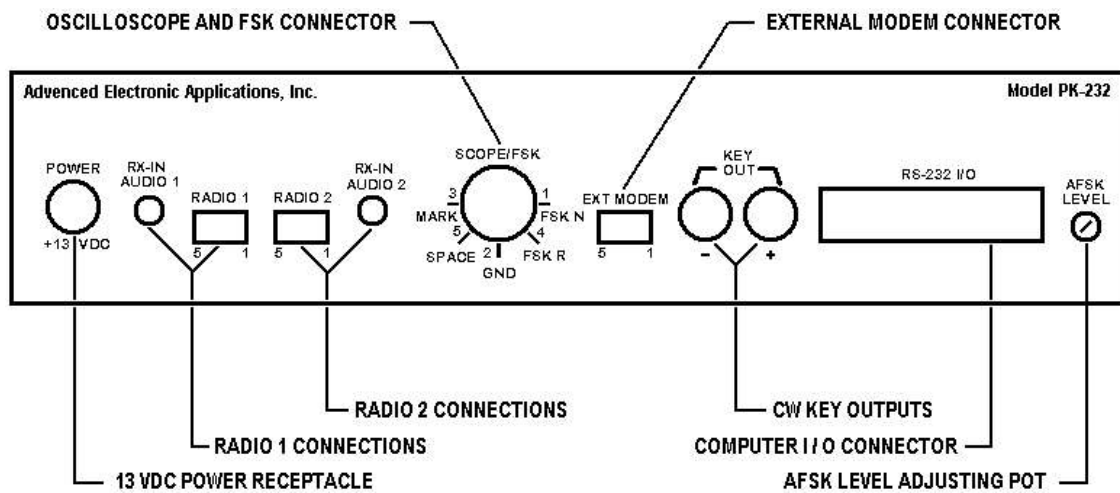 OSCILLOSCOPE AND FSK CONNECTOR
EXTERNAL MODEM CONNECTOR
Advenced Electronic Applications, Inc.
Model PK-232
POWER
+13 VDC
RX-IN
AUDIO 1
RADIO 1
5 1
RADIO 2
5 1
RX-IN
AUDIO 2
SCOPE/FSK
3
MARK
5
SPACE
2
GND
1
FSK N
4
FSK R
EXT MODEM
5 1
KEY
OUT
- +
RS-232 I/O
AFSK
LEVEL
RADIO 2 CONNECTIONS
CW KEY OUTPUTS
RADIO 1 CONNECTIONS
COMPUTER I / O CONNECTOR
13 VDC POWER RECEPTACLE
AFSK LEVEL ADJUSTING POT